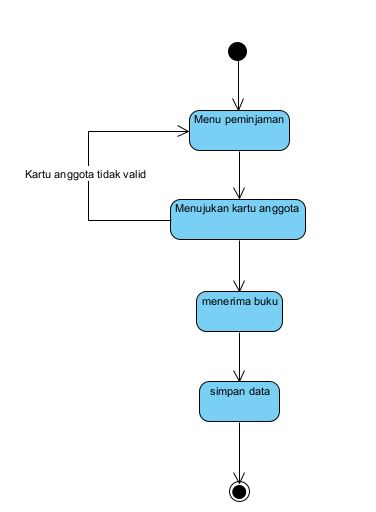 Menu peminjaman
Kartu anggota tidak valid
Menujukan kartu anggota
menerima buku
simpan data